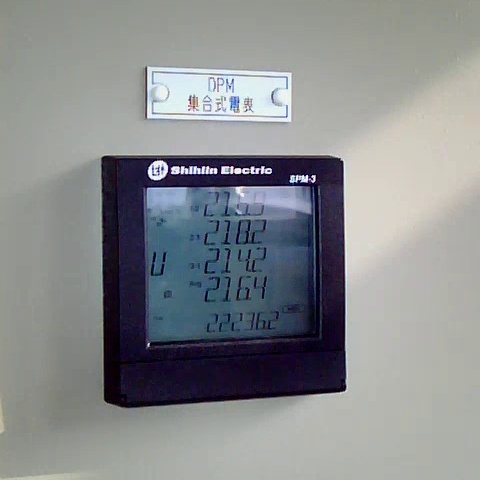 DPM
集合式電表
Shihlin Electric
SPM-3
218.2
U
214.2
216.4
222362